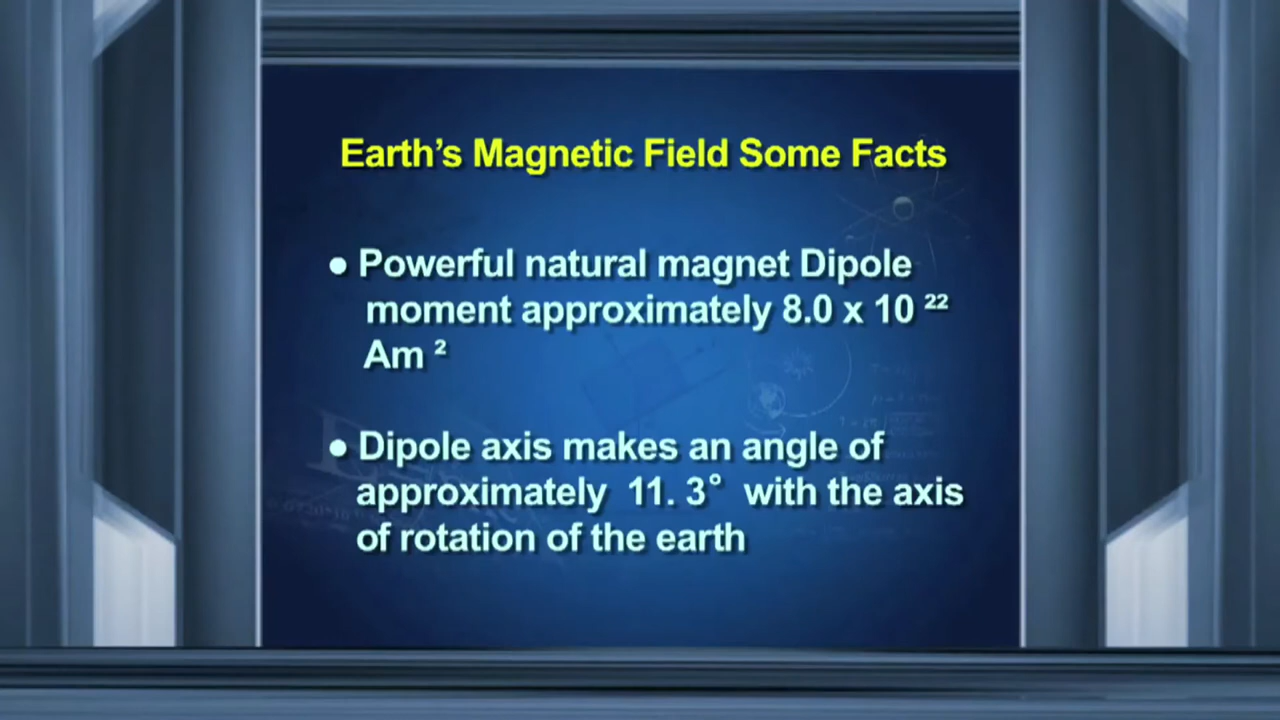 Earth's Magnetic Field Some Facts
● Powerful natural magnet Dipole
moment approximately 8.0 x 10 ²²
Am ²
● Dipole axis makes an angle of
approximately 11. 3° with the axis
of rotation of the earth